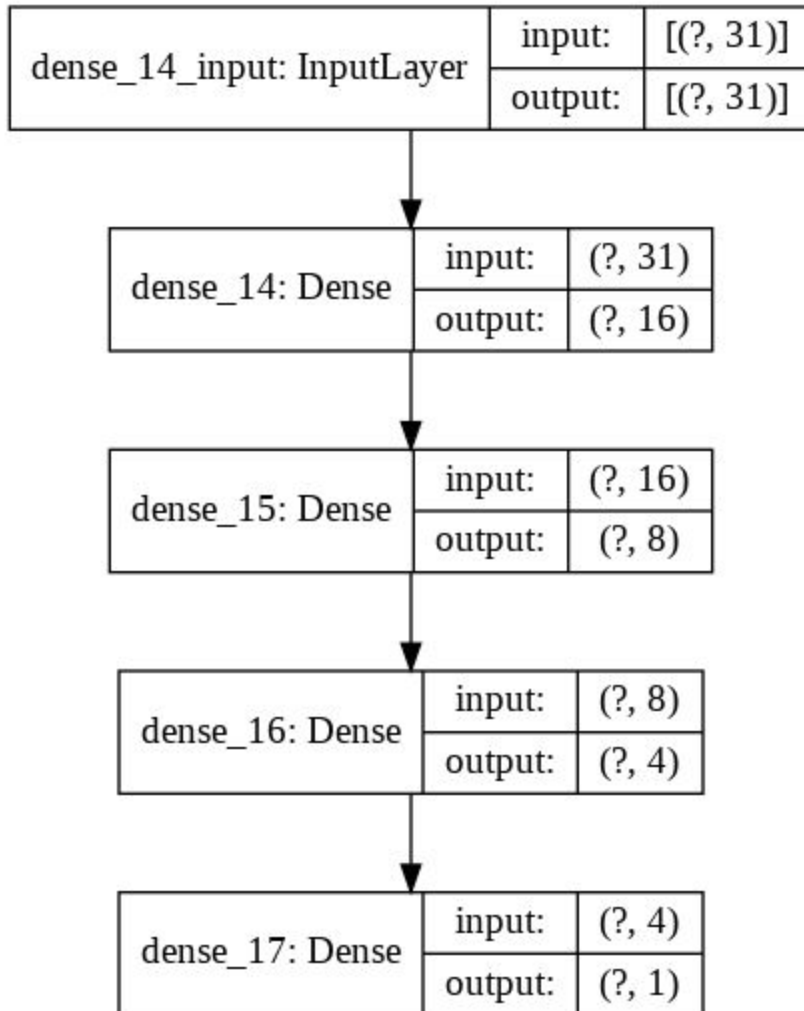 dense_14_input: InputLayer
input: [(?, 31)]
output: [(?, 31)]
dense_14: Dense
input: (?, 31)
output: (?, 16)
dense_15: Dense
input: (?, 16)
output: (?, 8)
dense_16: Dense
input: (?, 8)
output: (?, 4)
dense_17: Dense
input: (?, 4)
output: (?, 1)